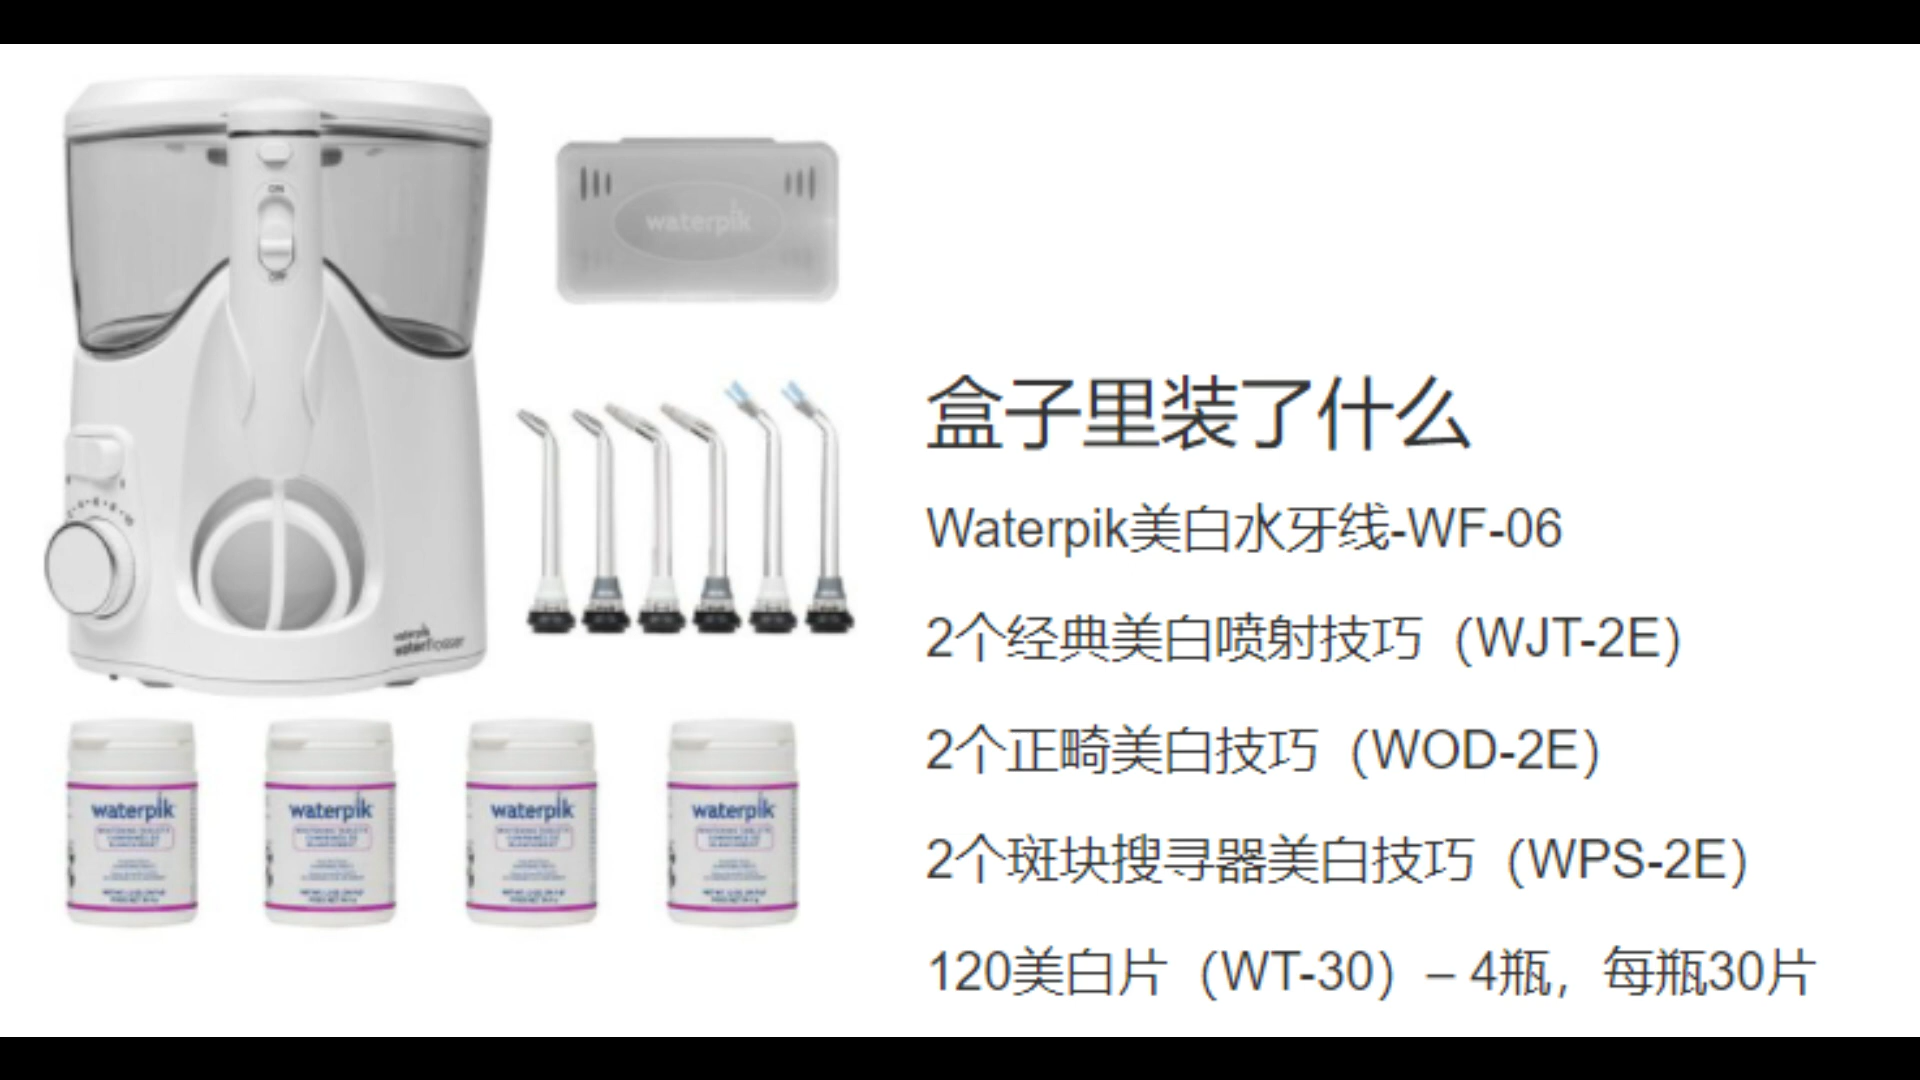 ON
OFF
waterpik
waterpik
waterflosser
waterpik
waterpik
waterpik
waterpik
盒子里装了什么
Waterpik美白水牙线-WF-06
2个经典美白喷射技巧（WJT-2E）
2个正畸美白技巧（WOD-2E）
2个斑块搜寻器美白技巧（WPS-2E）
120美白片（WT-30）– 4瓶，每瓶30片